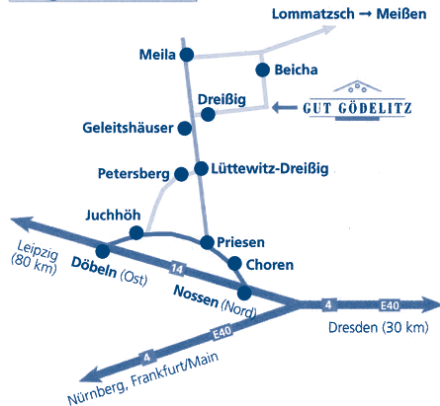 Lommatzsch → Meißen
Meila
Beicha
Dreißig
GUT GÖDELITZ
Geleitshäuser
Petersberg
Lüttewitz-Dreißig
Juchhöh
Priesen
Leipzig
(80 km)
Döbeln (Ost)
14
Choren
Nossen (Nord)
4
E40
Dresden (30 km)
E40
4
Nürnberg, Frankfurt/Main